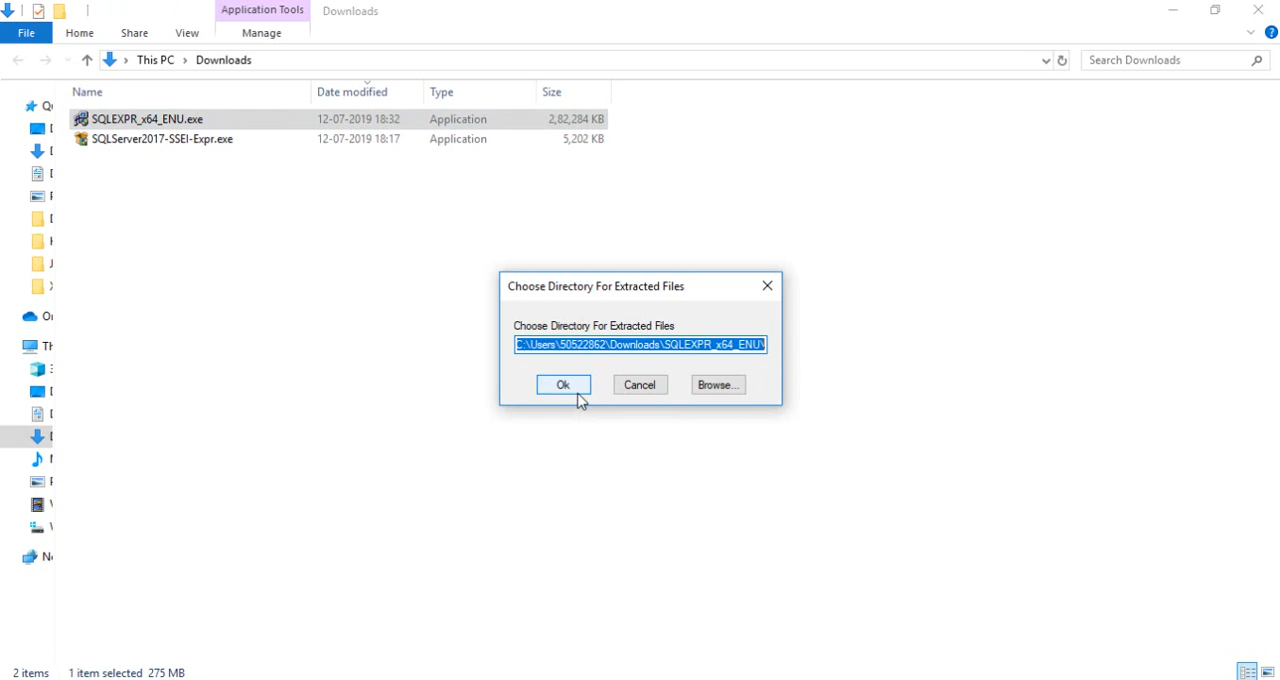 Application Tools Downloads
File Home Share View Manage
This PC Downloads Search Downloads
Name Date modified Type Size
SQLEXPR_x64_ENU.exe 12-07-2019 18:32 Application 2,82,284 KB
SQLServer2017-SSEI-Expr.exe 12-07-2019 18:17 Application 5,202 KB
Choose Directory For Extracted Files
Choose Directory For Extracted Files
C:\Users\50522862\Downloads\SQLEXPR_x64_ENU\
Ok Cancel Browse...
2 items 1 item selected 275 MB